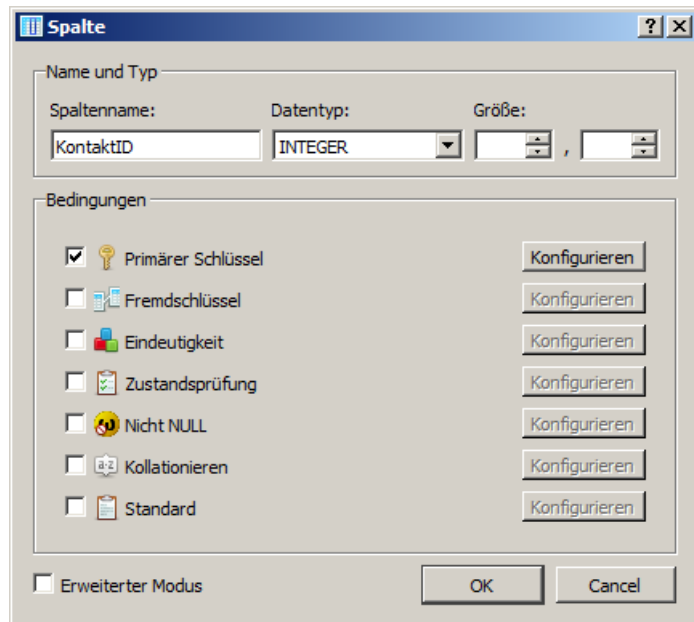 Spalte
Name und Typ
Spaltenname: Datentyp: Größe:
KontaktID INTEGER ,
Bedingungen
Primärer Schlüssel Konfigurieren
Fremdschlüssel Konfigurieren
Eindeutigkeit Konfigurieren
Zustandsprüfung Konfigurieren
Nicht NULL Konfigurieren
a·z Kollationieren Konfigurieren
Standard Konfigurieren
Erweiterter Modus OK Cancel